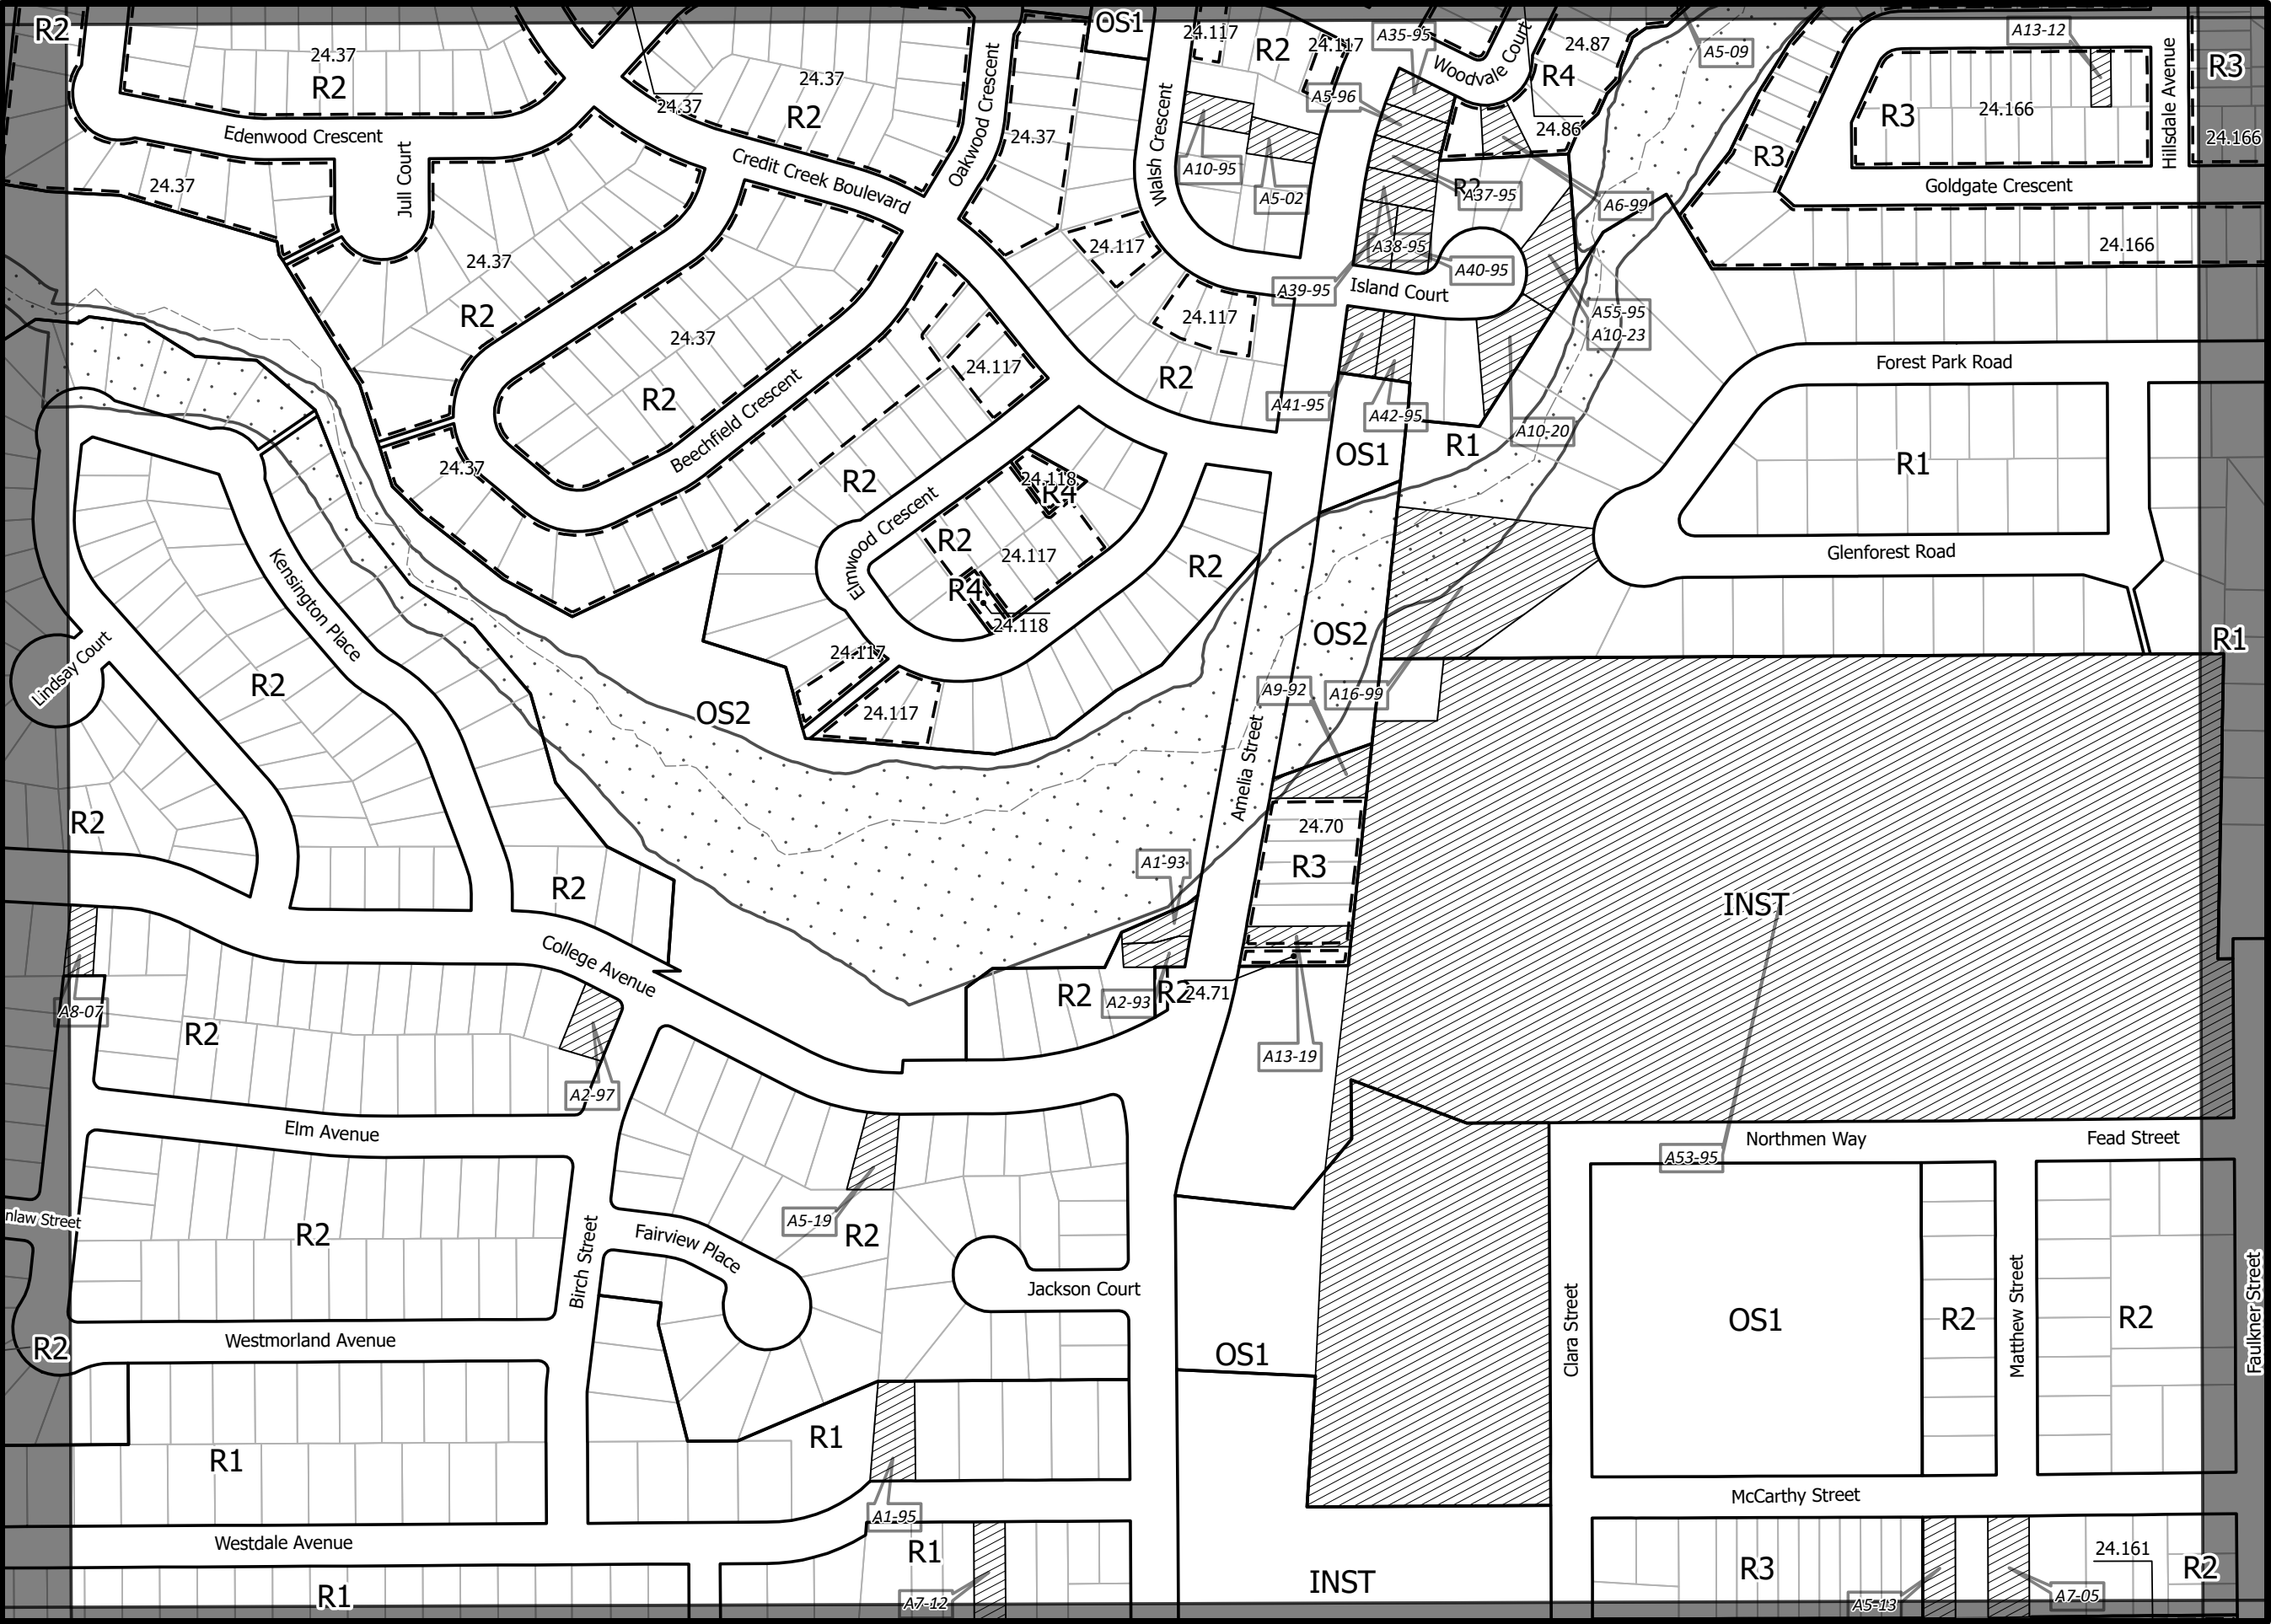 R2
OS1
24.117
R2
24.117
A35-95
Woodvale Court
24.87
R4
A5-09
A13-12
Hillsdale Avenue
R3
24.37
R2
24.37
R2
24.37
Oakwood Crescent
24.37
A5-96
24.86
R3
24.166
24.166
Edenwood Crescent
Jull Court
24.37
Credit Creek Boulevard
Walsh Crescent
A10-95
A5-02
R2
A37-95
A6-99
R3
Goldgate Crescent
24.166
24.37
R2
24.117
A38-95
A40-95
A39-95
Island Court
A55-95
A10-23
24.37
R2
24.117
24.117
R2
Forest Park Road
Beechfield Crescent
A41-95
A42-95
A10-20
OS1
R1
R1
24.37
R2
24.118
R4
Elmwood Crescent
R2
24.117
R4
24.118
R2
Glenforest Road
Kensington Place
Lindsay Court
R2
OS2
R1
24.117
24.117
OS2
A9-92
A16-99
Amelia Street
R2
24.70
R3
A1-93
R2
INST
College Avenue
A8-07
R2
R2
A2-93
R2
24.71
A13-19
A2-97
Elm Avenue
Northmen Way
Fead Street
A53-95
nlaw Street
R2
Birch Street
Fairview Place
A5-19
R2
Jackson Court
Clara Street
OS1
R2
Matthew Street
R2
Faulkner Street
R2
Westmorland Avenue
OS1
R1
R1
McCarthy Street
A1-95
Westdale Avenue
R1
R1
A7-12
INST
R3
A5-13
A7-05
24.161
R2